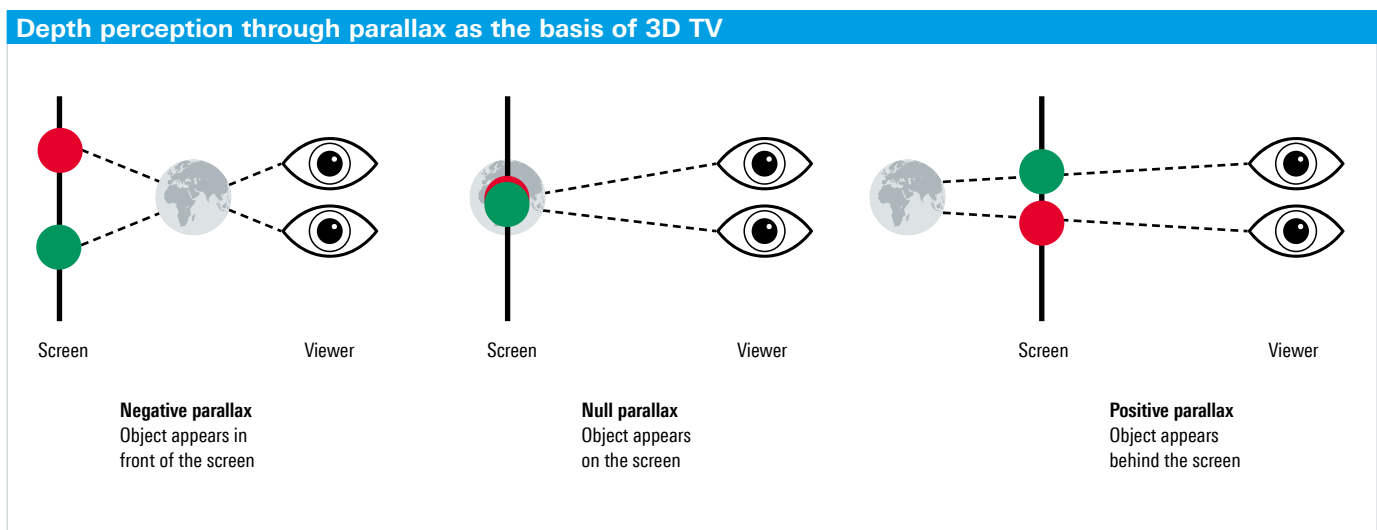 Depth perception through parallax as the basis of 3D TV
Screen
Viewer
Screen
Viewer
Screen
Viewer
Negative parallax
Object appears in
front of the screen
Null parallax
Object appears
on the screen
Positive parallax
Object appears
behind the screen